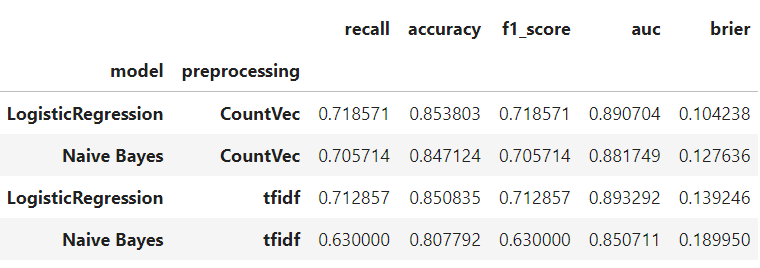 recall accuracy f1_score auc brier
model preprocessing
LogisticRegression CountVec 0.718571 0.853803 0.718571 0.890704 0.104238
Naive Bayes CountVec 0.705714 0.847124 0.705714 0.881749 0.127636
LogisticRegression tfidf 0.712857 0.850835 0.712857 0.893292 0.139246
Naive Bayes tfidf 0.630000 0.807792 0.630000 0.850711 0.189950